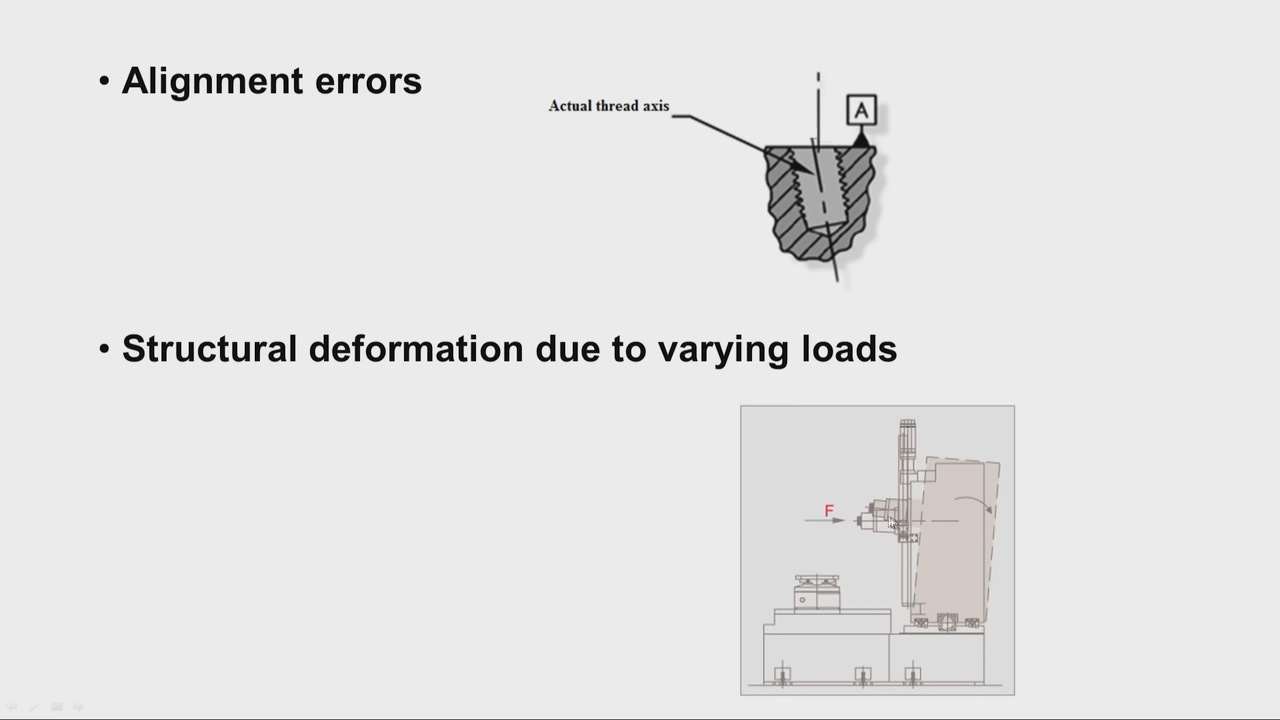 • Alignment errors
Actual thread axis
A
• Structural deformation due to varying loads
F